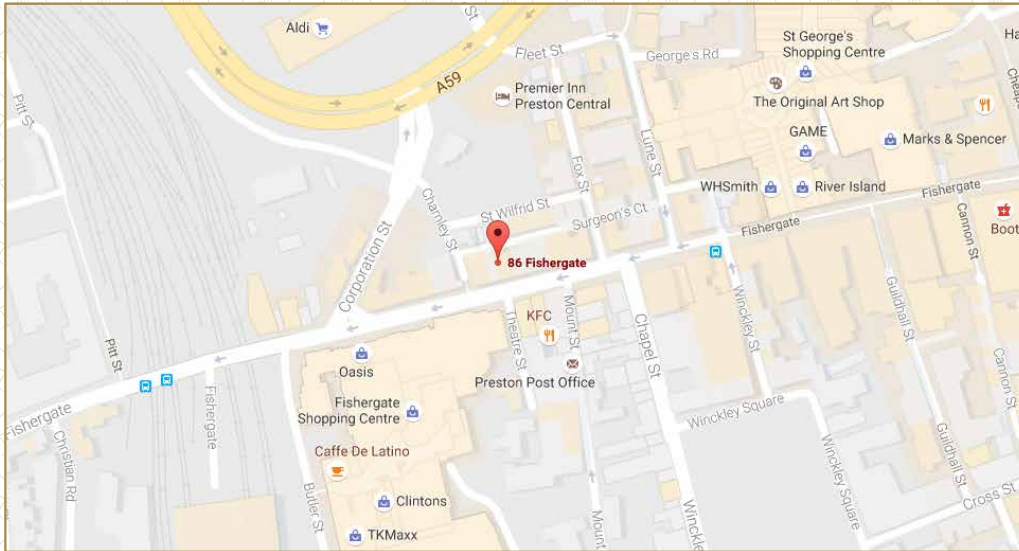 Aldi
St
A59
Fleet St
George's Rd
St George's
Shopping Centre
Ha
Cheaps
The Original Art Shop
Premier Inn
Preston Central
Pitt St
GAME
Marks & Spencer
Lune St
Fox St
WHSmith
River Island
Fishergate
Charnley St
St Wilfrid St
Surgeon's Ct
Fishergate
Cannon St
Boot
Corporation St
86 Fishergate
Guildhall St
Winckley St
KFC
Mount St
Theatre St
Chapel St
Pitt St
Oasis
Preston Post Office
Cannon St
Fishergate
Fishergate
Fishergate
Shopping Centre
Winckley Square
Christian Rd
Caffe De Latino
Butler St
Clintons
TKMaxx
Mount
Winckle
Winckley Square
Guildhall St
Cross St